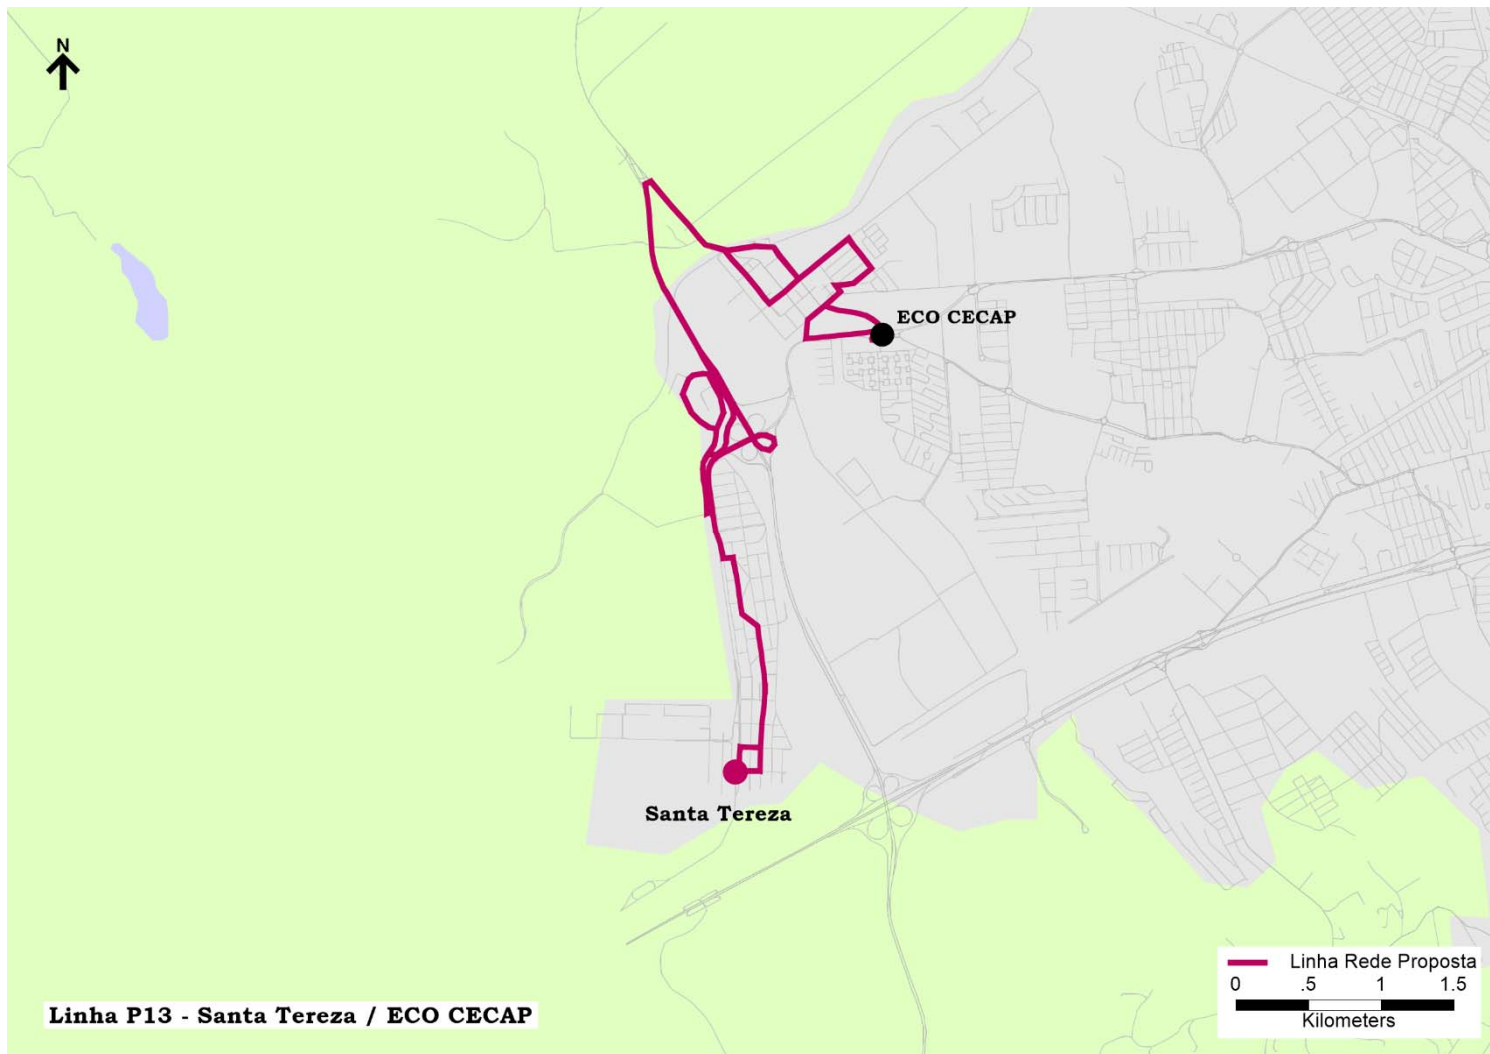 N
ECO CECAP
Santa Tereza
Linha Rede Proposta
0 .5 1 1.5
Kilometers
Linha P13 - Santa Tereza / ECO CECAP